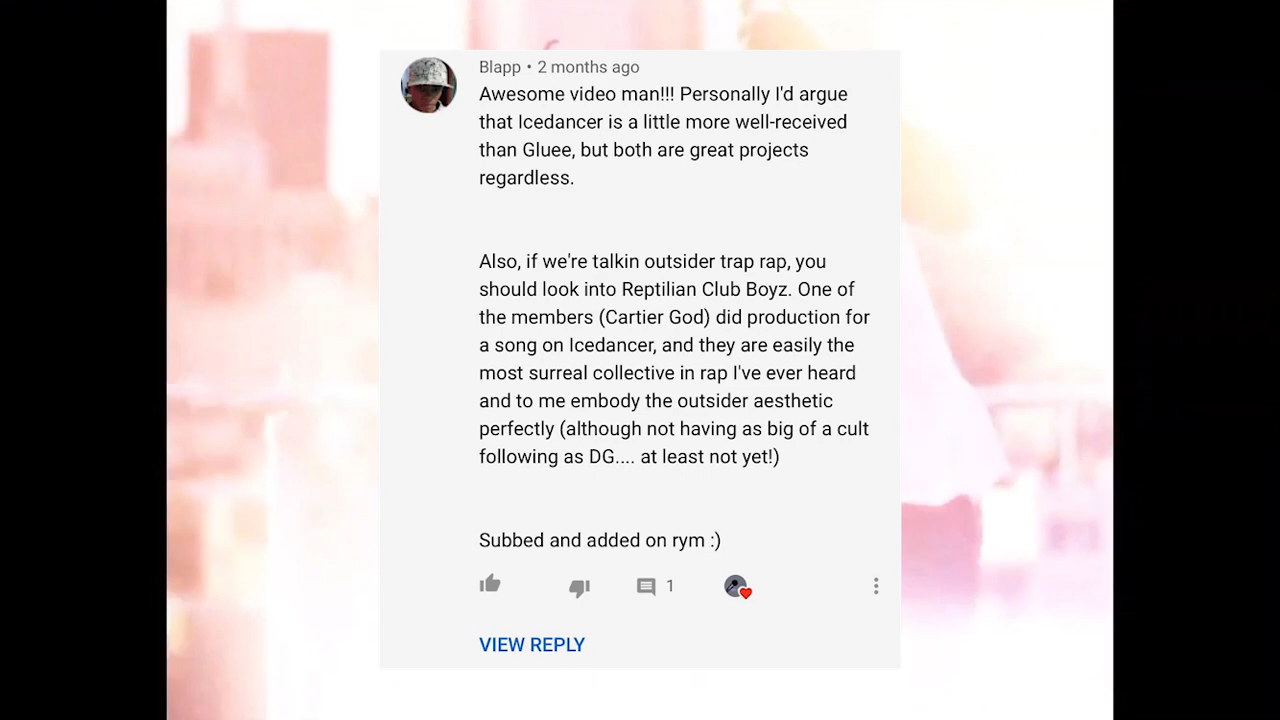 Blapp • 2 months ago
Awesome video man!!! Personally I'd argue
that Icedancer is a little more well-received
than Gluee, but both are great projects
regardless.
Also, if we're talkin outsider trap rap, you
should look into Reptilian Club Boyz. One of
the members (Cartier God) did production for
a song on Icedancer, and they are easily the
most surreal collective in rap I've ever heard
and to me embody the outsider aesthetic
perfectly (although not having as big of a cult
following as DG.... at least not yet!)
Subbed and added on rym :)
1
VIEW REPLY